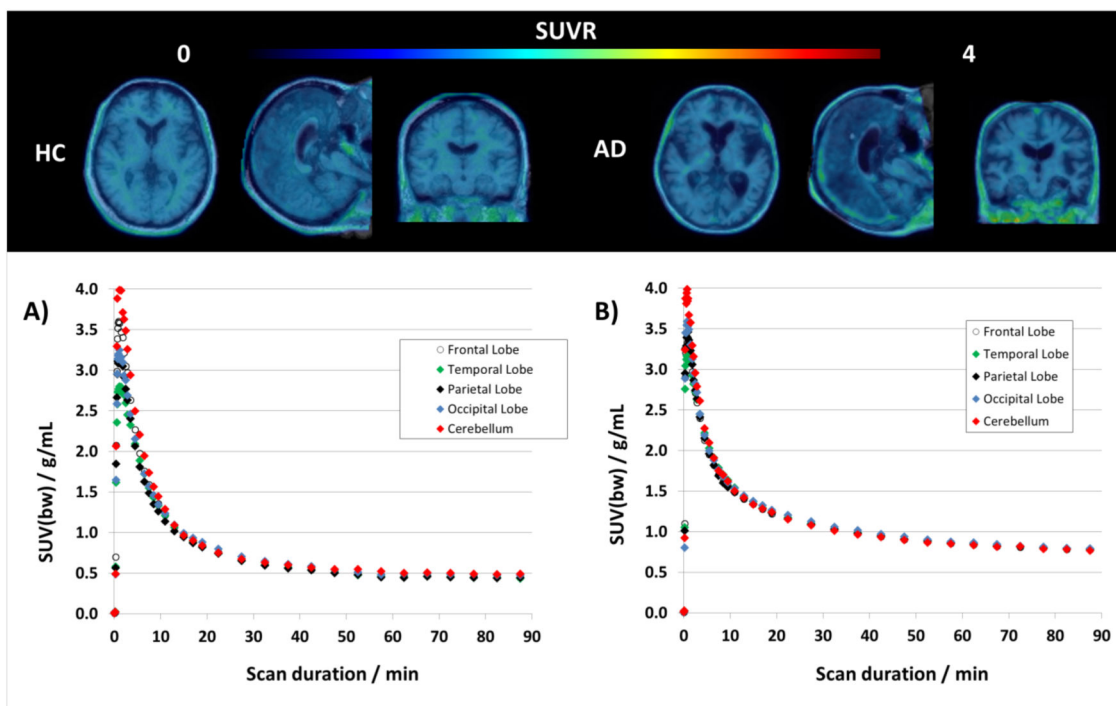 SUVR
0 4
HC AD
A)
SUV(bw) / g/mL
4.0
3.5
3.0
2.5
2.0
1.5
1.0
0.5
0.0
0 10 20 30 40 50 60 70 80 90
Scan duration / min
Frontal Lobe
Temporal Lobe
Parietal Lobe
Occipital Lobe
Cerebellum
B)
SUV(bw) / g/mL
4.0
3.5
3.0
2.5
2.0
1.5
1.0
0.5
0.0
0 10 20 30 40 50 60 70 80 90
Scan duration / min
Frontal Lobe
Temporal Lobe
Parietal Lobe
Occipital Lobe
Cerebellum